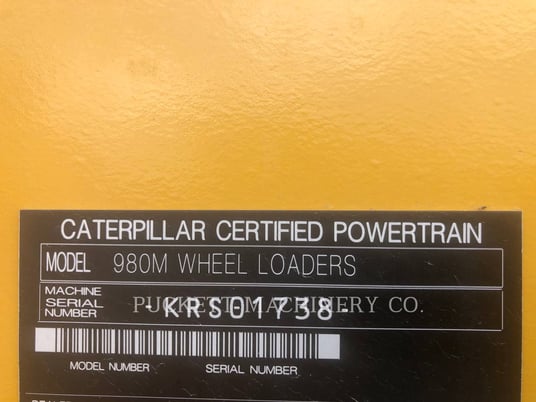 CATERPILLAR CERTIFIED POWERTRAIN
MODEL 980M WHEEL LOADERS
MACHINE
SERIAL
NUMBER
-KRS01738-
PUCKETT MACHINERY CO.
MODEL NUMBER SERIAL NUMBER